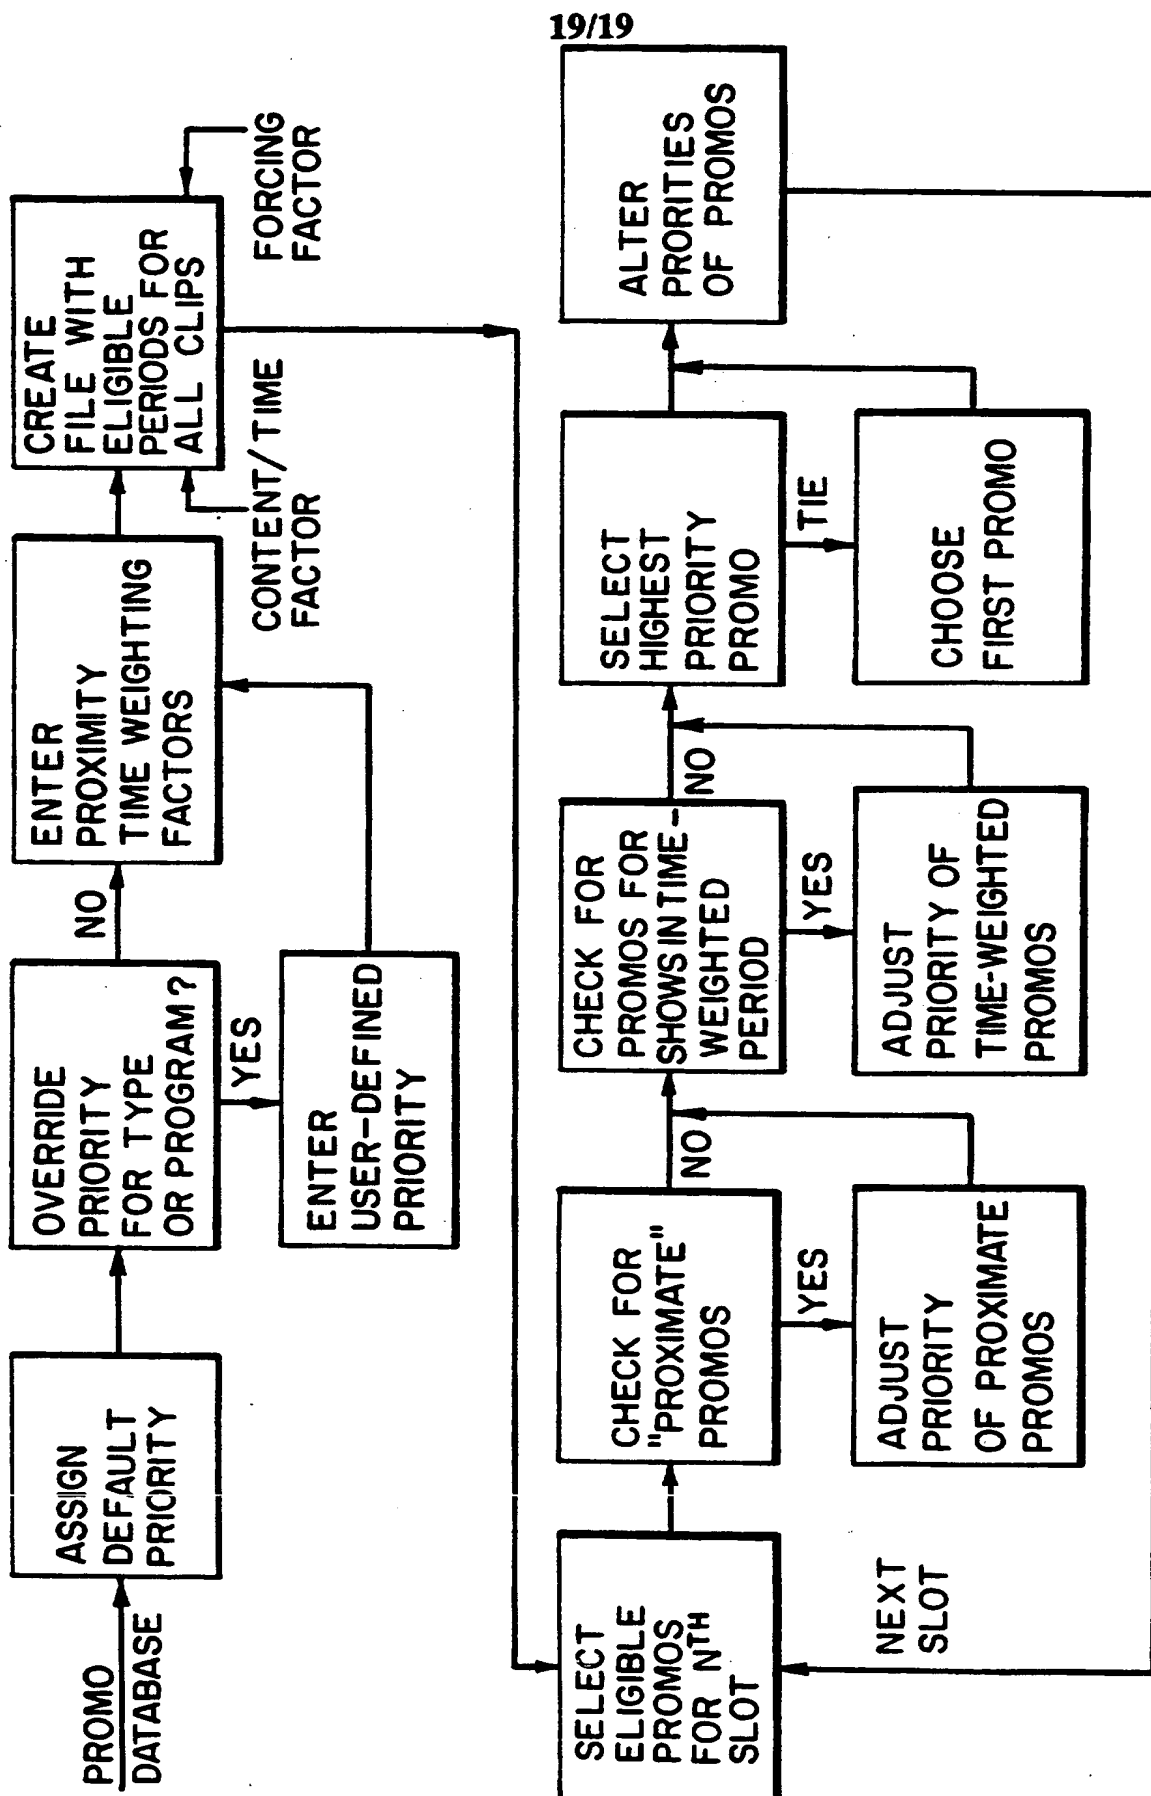 19/19
PROMO
DATABASE
ASSIGN
DEFAULT
PRIORITY
OVERRIDE
PRIORITY
FOR TYPE
OR PROGRAM?
NO
YES
ENTER
USER-DEFINED
PRIORITY
ENTER
PROXIMITY
TIME WEIGHTING
FACTORS
CREATE
FILE WITH
ELIGIBLE
PERIODS FOR
ALL CLIPS
CONTENT/TIME
FACTOR
FORCING
FACTOR
SELECT
ELIGIBLE
PROMOS
FOR NTH
SLOT
NEXT
SLOT
CHECK FOR
"PROXIMATE"
PROMOS
NO
YES
ADJUST
PRIORITY
OF PROXIMATE
PROMOS
CHECK FOR
PROMOS FOR
SHOWS IN TIME-
WEIGHTED
PERIOD
NO
YES
ADJUST
PRIORITY OF
TIME-WEIGHTED
PROMOS
SELECT
HIGHEST
PRIORITY
PROMO
TIE
CHOOSE
FIRST PROMO
ALTER
PRORITIES
OF PROMOS